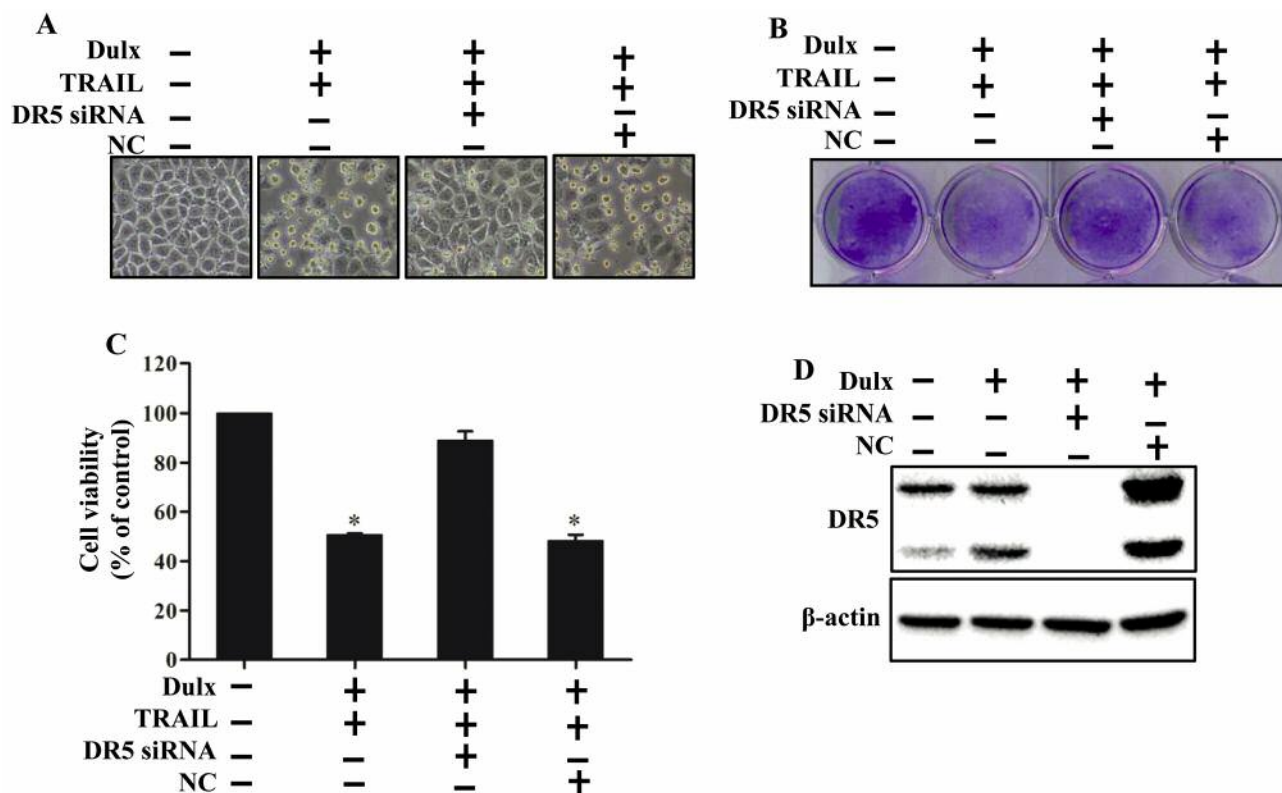 A
Dulx – + + +
TRAIL – + + +
DR5 siRNA – – + –
NC – – – +
B
Dulx – + + +
TRAIL – + + +
DR5 siRNA – – + –
NC – – – +
C
Cell viability
(% of control)
120
100
80
60
40
20
0
* *
Dulx – + + +
TRAIL – + + +
DR5 siRNA – – + –
NC – – – +
D
Dulx – + + +
DR5 siRNA – – + –
NC – – – +
DR5
β-actin